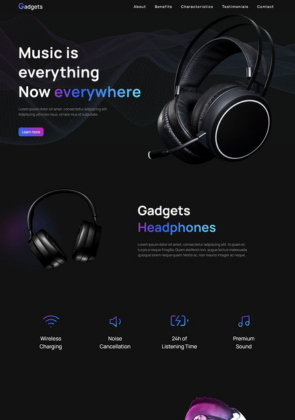 Gadgets
About Benefits Characteristics Testimonials Contact
Music is
everything
Now everywhere
Lorem ipsum dolor sit amet, consectetur adipiscing elit.
Learn more
Gadgets
Headphones
Lorem ipsum dolor sit amet, consectetur adipiscing elit.
Wireless
Charging
Noise
Cancellation
24h of
Listening Time
Premium
Sound